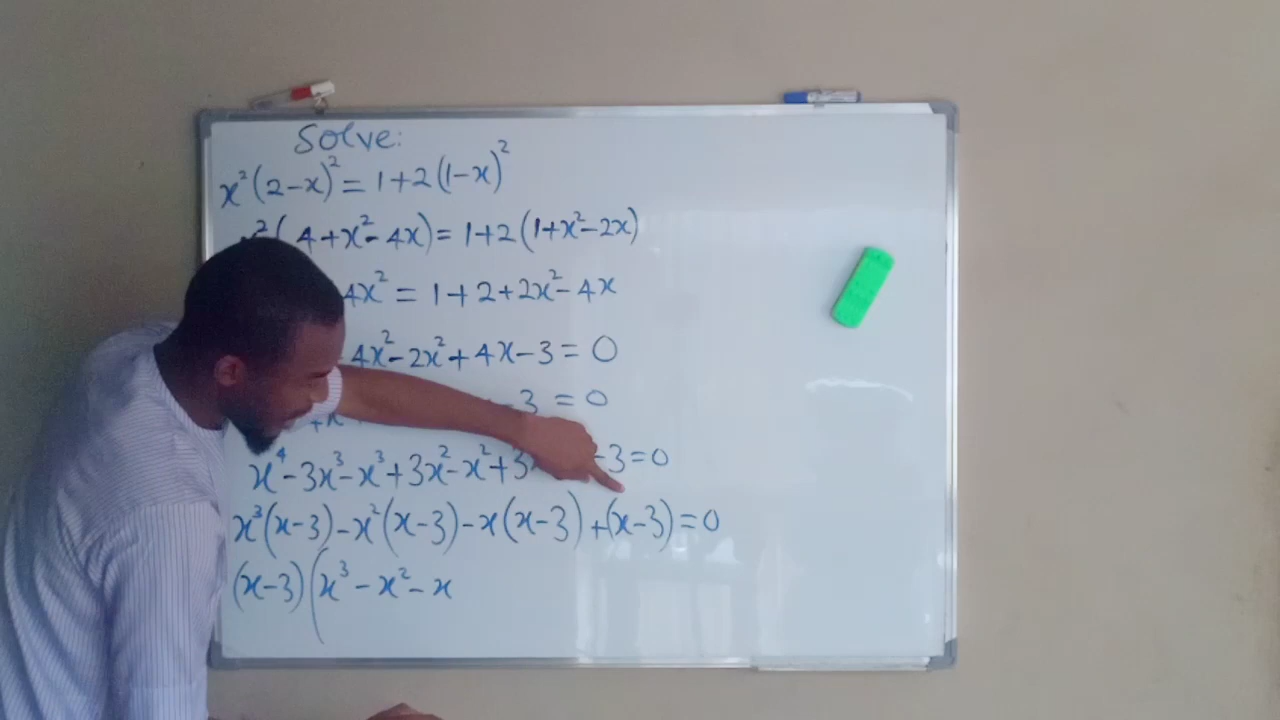 Solve:
x²(2-x)² = 1+2(1-x)²
x²(4+x²-4x) = 1+2(1+x²-2x)
4x² = 1+2+2x²-4x
-4x²-2x²+4x-3 = 0
-3 = 0
x⁴-3x³-x³+3x²-x²+3 -3=0
x³(x-3)-x²(x-3)-x(x-3)+(x-3)=0
(x-3)(x³-x²-x